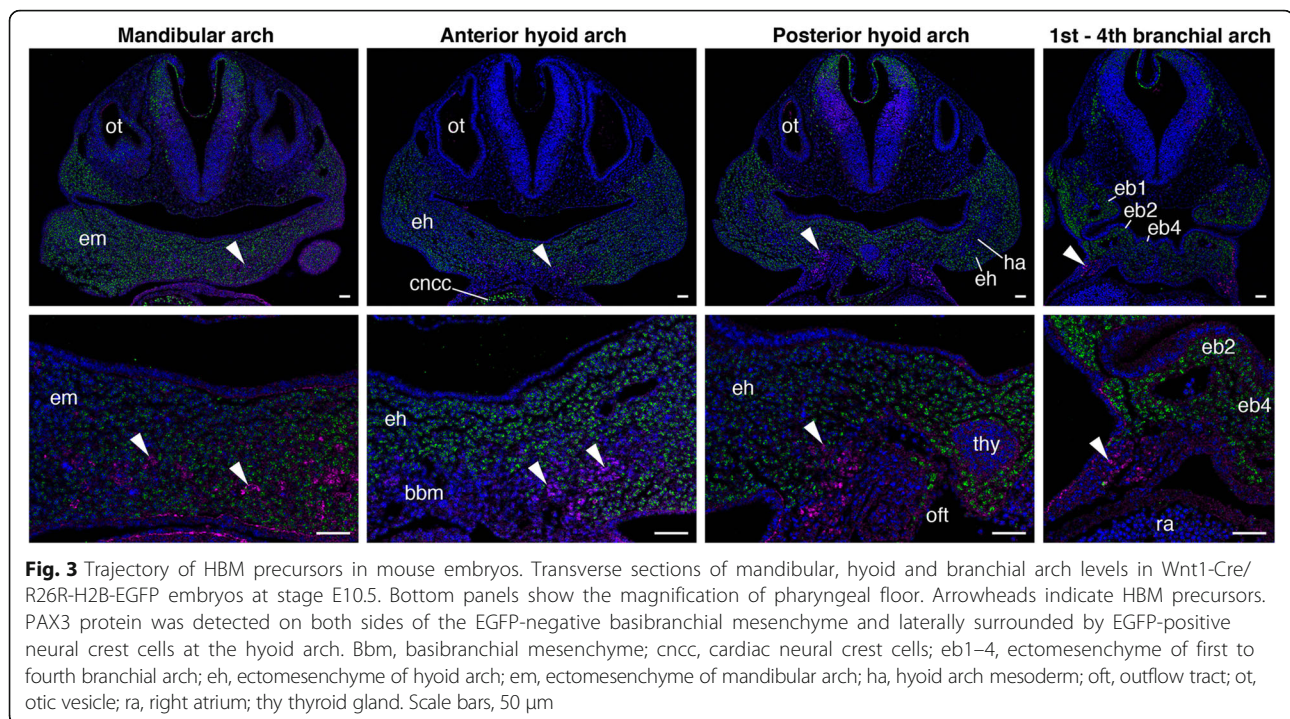 Mandibular arch
Anterior hyoid arch
Posterior hyoid arch
1st - 4th branchial arch
ot
em
ot
eh
cncc
ot
ha
eh
eb1
eb2
eb4
em
eh
bbm
eh
thy
oft
eb2
eb4
ra
Fig. 3 Trajectory of HBM precursors in mouse embryos. Transverse sections of mandibular, hyoid and branchial arch levels in Wnt1-Cre/
R26R-H2B-EGFP embryos at stage E10.5. Bottom panels show the magnification of pharyngeal floor. Arrowheads indicate HBM precursors.
PAX3 protein was detected on both sides of the EGFP-negative basibranchial mesenchyme and laterally surrounded by EGFP-positive
neural crest cells at the hyoid arch. Bbm, basibranchial mesenchyme; cncc, cardiac neural crest cells; eb1–4, ectomesenchyme of first to
fourth branchial arch; eh, ectomesenchyme of hyoid arch; em, ectomesenchyme of mandibular arch; ha, hyoid arch mesoderm; oft, outflow tract; ot,
otic vesicle; ra, right atrium; thy thyroid gland. Scale bars, 50 μm